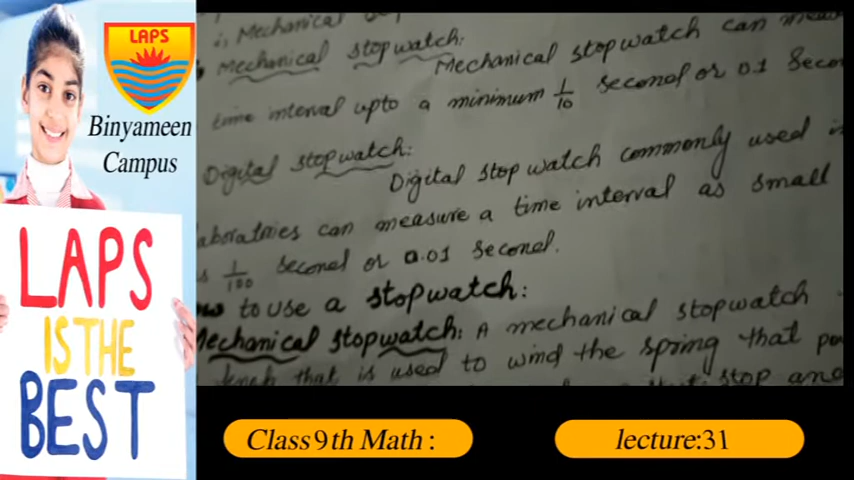 LAPS
Binyameen
Campus
LAPS
IS THE
BEST
i, Mechanical
Mechanical stopwatch:
Mechanical stopwatch can
time interval upto a minimum 1/10 second or 0.1
Digital stopwatch:
Digital stop watch commonly used
laboratories can measure a time interval as small
1/100 second or 0.01 second.
to use a stopwatch:
Mechanical stopwatch: A mechanical stopwatch
that is used to wind the spring that
stop and
Class 9th Math :
lecture:31